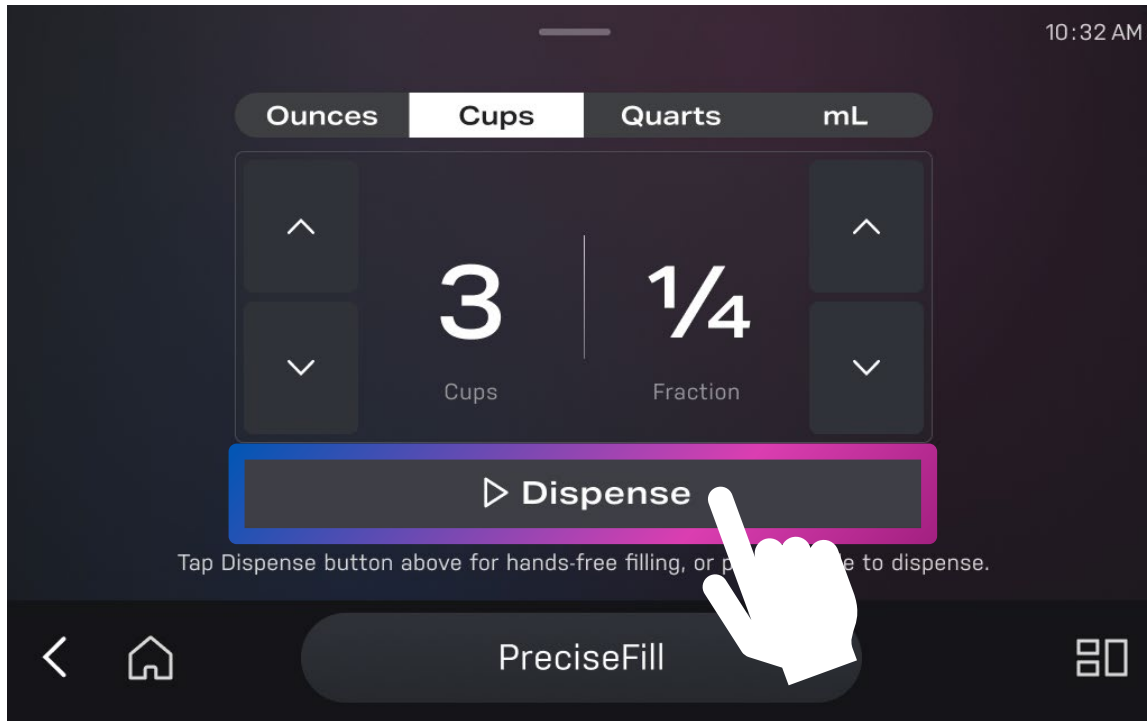 10:32 AM
Ounces Cups Quarts mL
3 1/4
Cups Fraction
Dispense
Tap Dispense button above for hands-free filling, or to dispense.
PreciseFill